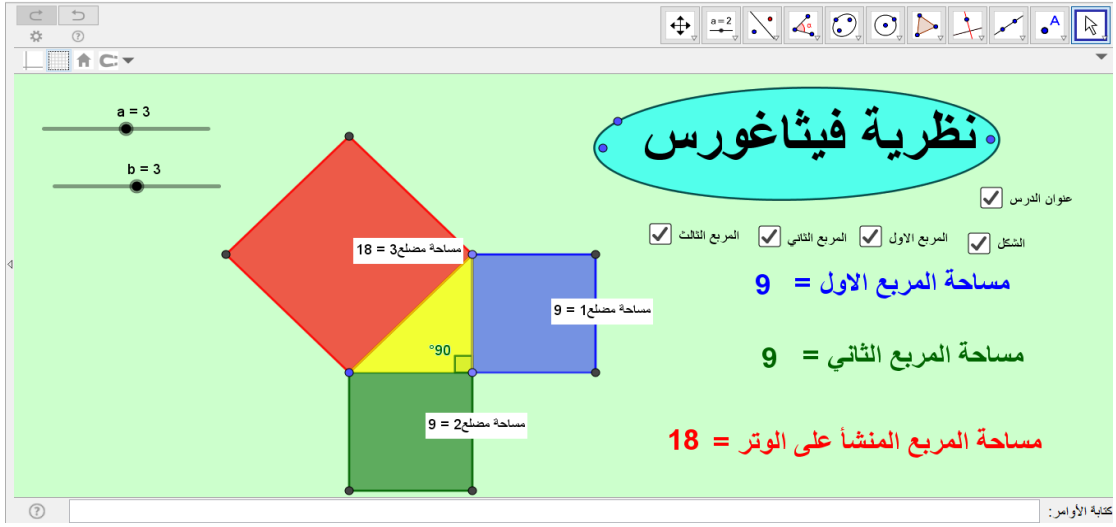 a=2
A
a = 3
b = 3
نظرية فيثاغورس
عنوان الدرس
الشكل
المربع الاول
المربع الثاني
المربع الثالث
مساحة المربع الاول = 9
مساحة المربع الثاني = 9
مساحة المربع المنشأ على الوتر = 18
مساحة مضلع3 = 18
مساحة مضلع1 = 9
90°
مساحة مضلع2 = 9
كتابة الأوامر: